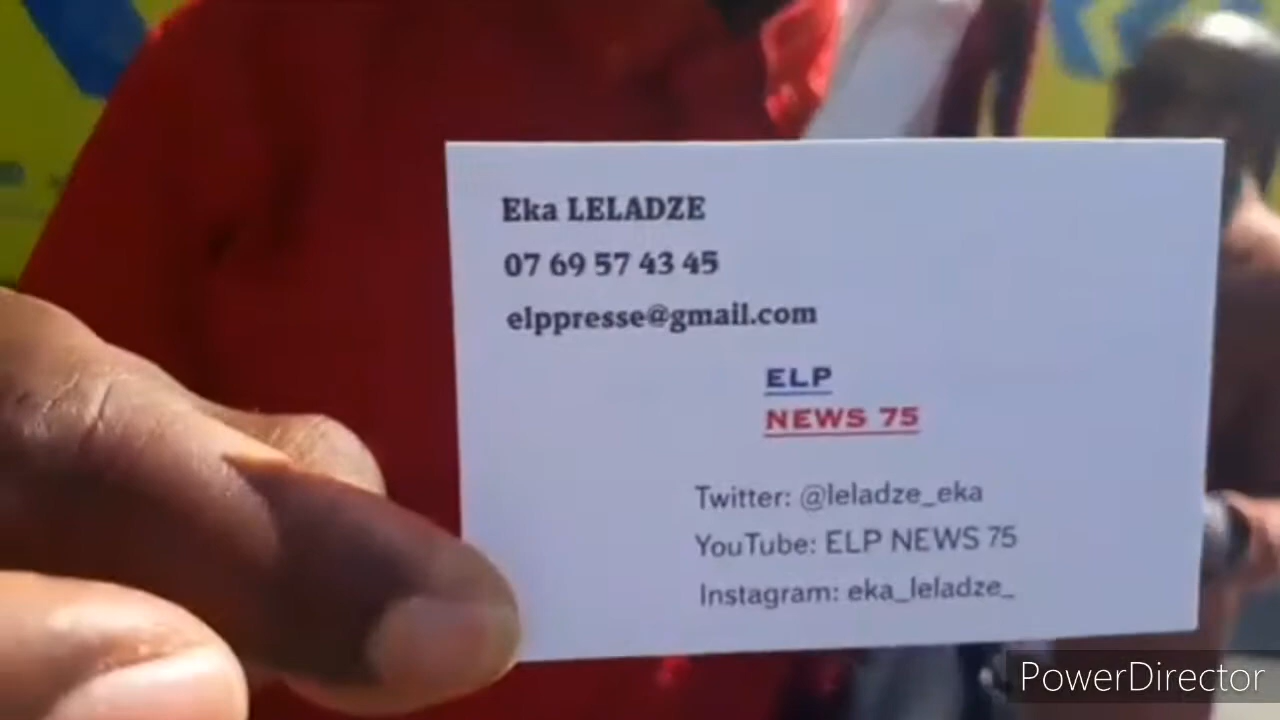 Eka LELADZE
07 69 57 43 45
elppresse@gmail.com
ELP
NEWS 75
Twitter: @leladze_eka
YouTube: ELP NEWS 75
Instagram: eka_leladze_
PowerDirector